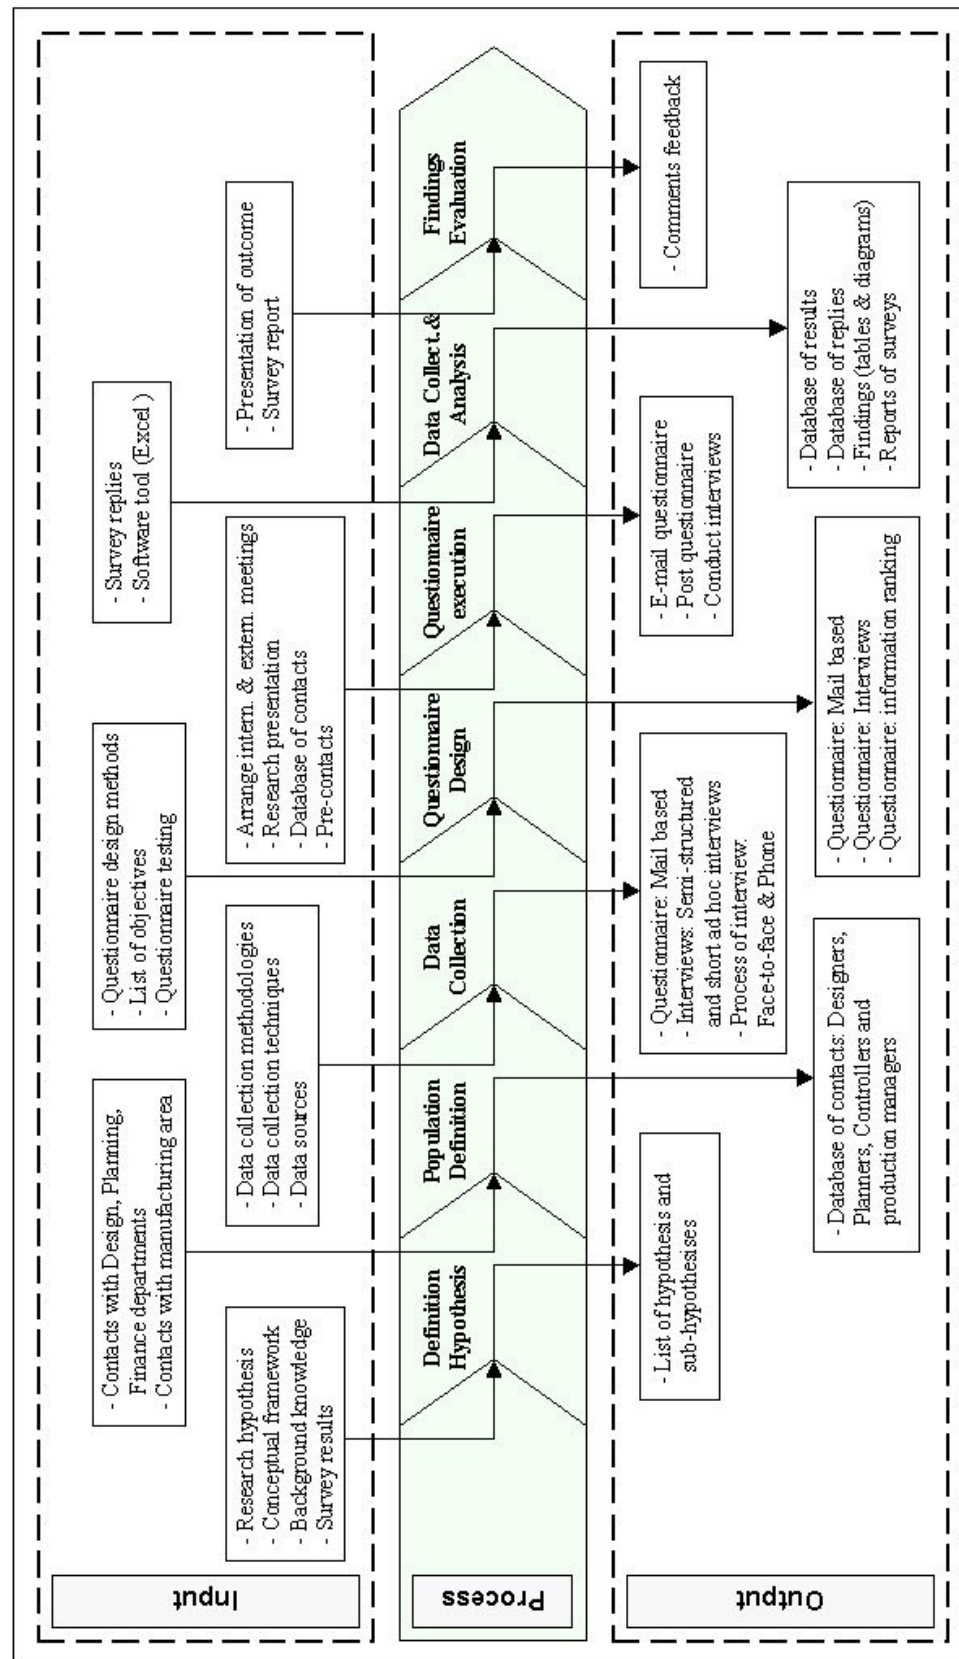 Input
- Research hypothesis
- Conceptual framework
- Background knowledge
- Survey results
- Contacts with Design, Planning,
Finance departments
- Contacts with manufacturing area
- Data collection methodologies
- Data collection techniques
- Data sources
- Questionnaire design methods
- List of objectives
- Questionnaire testing
- Arrange intern. & extern. meetings
- Research presentation
- Database of contacts
- Pre-contacts
- Survey replies
- Software tool (Excel )
- Presentation of outcome
- Survey report
Process
Definition
Hypothesis
Population
Definition
Data
Collection
Questionnaire
Design
Questionnaire
execution
Data Collect.&
Analysis
Findings
Evaluation
Output
- List of hypothesis and
sub-hypothesises
- Database of contacts: Designers,
Planners, Controllers and
production managers
- Questionnaire: Mail based
- Interviews: Semi-structured
and short ad hoc interviews
- Process of interview:
Face-to-face & Phone
- Questionnaire: Mail based
- Questionnaire: Interviews
- Questionnaire: information ranking
- E-mail questionnaire
- Post questionnaire
- Conduct interviews
- Database of results
- Database of replies
- Findings (tables & diagrams)
- Reports of surveys
- Comments feedback